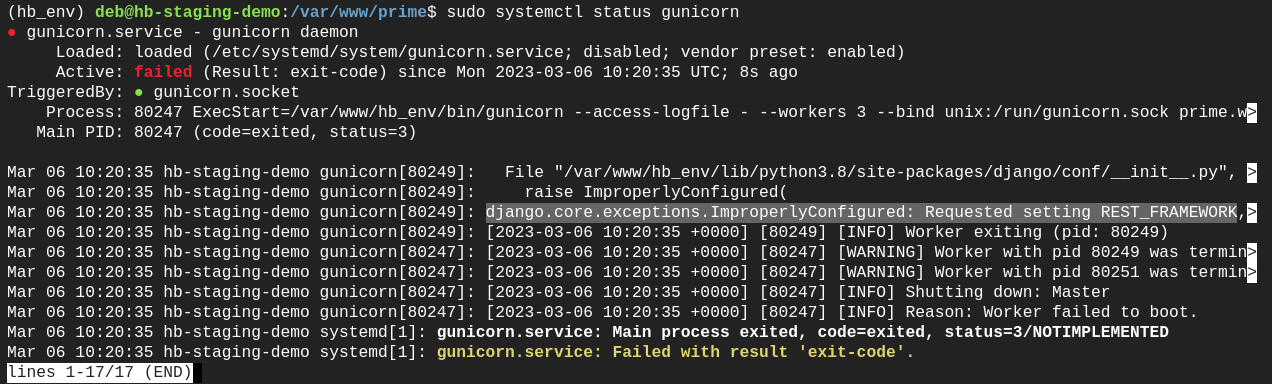 (hb_env) deb@hb-staging-demo:/var/www/prime$ sudo systemctl status gunicorn
● gunicorn.service - gunicorn daemon
     Loaded: loaded (/etc/systemd/system/gunicorn.service; disabled; vendor preset: enabled)
     Active: failed (Result: exit-code) since Mon 2023-03-06 10:20:35 UTC; 8s ago
TriggeredBy: ● gunicorn.socket
    Process: 80247 ExecStart=/var/www/hb_env/bin/gunicorn --access-logfile - --workers 3 --bind unix:/run/gunicorn.sock prime.w>
   Main PID: 80247 (code=exited, status=3)

Mar 06 10:20:35 hb-staging-demo gunicorn[80249]:   File "/var/www/hb_env/lib/python3.8/site-packages/django/conf/__init__.py", >
Mar 06 10:20:35 hb-staging-demo gunicorn[80249]:     raise ImproperlyConfigured(
Mar 06 10:20:35 hb-staging-demo gunicorn[80249]: django.core.exceptions.ImproperlyConfigured: Requested setting REST_FRAMEWORK,>
Mar 06 10:20:35 hb-staging-demo gunicorn[80249]: [2023-03-06 10:20:35 +0000] [80249] [INFO] Worker exiting (pid: 80249)
Mar 06 10:20:35 hb-staging-demo gunicorn[80247]: [2023-03-06 10:20:35 +0000] [80247] [WARNING] Worker with pid 80249 was termin>
Mar 06 10:20:35 hb-staging-demo gunicorn[80247]: [2023-03-06 10:20:35 +0000] [80247] [WARNING] Worker with pid 80251 was termin>
Mar 06 10:20:35 hb-staging-demo gunicorn[80247]: [2023-03-06 10:20:35 +0000] [80247] [INFO] Shutting down: Master
Mar 06 10:20:35 hb-staging-demo gunicorn[80247]: [2023-03-06 10:20:35 +0000] [80247] [INFO] Reason: Worker failed to boot.
Mar 06 10:20:35 hb-staging-demo systemd[1]: gunicorn.service: Main process exited, code=exited, status=3/NOTIMPLEMENTED
Mar 06 10:20:35 hb-staging-demo systemd[1]: gunicorn.service: Failed with result 'exit-code'.
lines 1-17/17 (END)